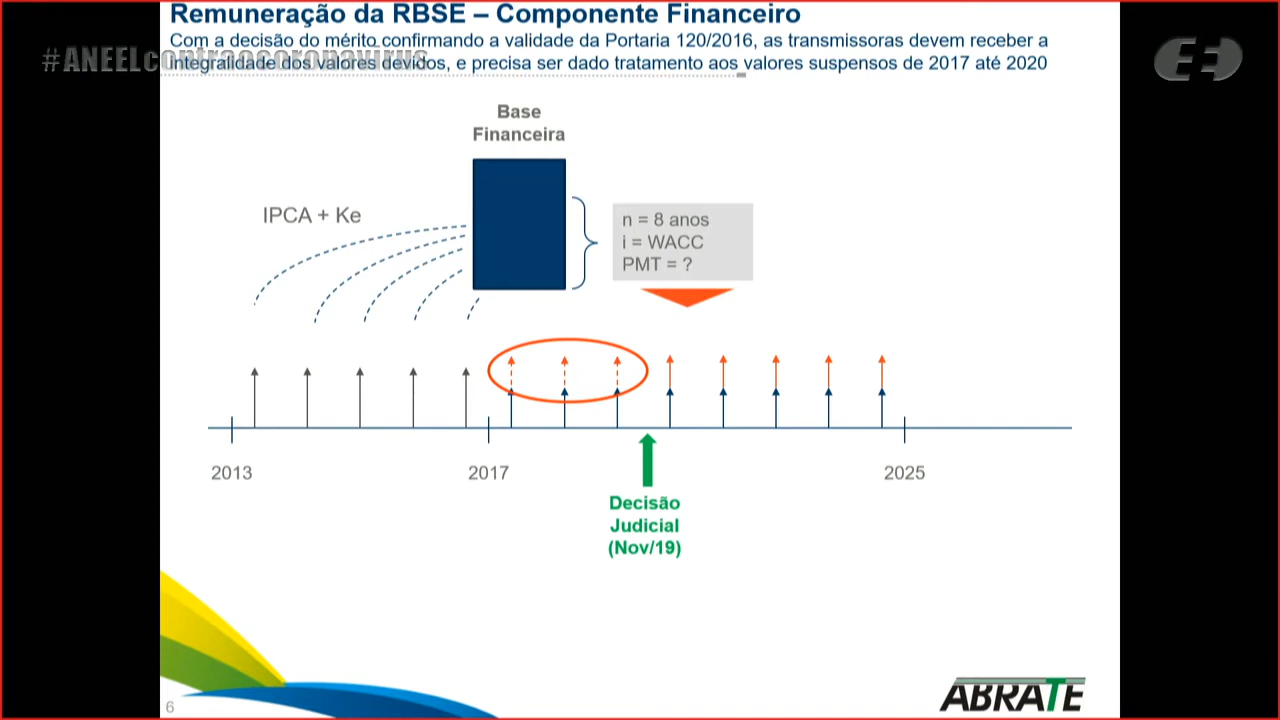 Remuneração da RBSE – Componente Financeiro
Com a decisão do mérito confirmando a validade da Portaria 120/2016, as transmissoras devem receber a
integralidade dos valores devidos, e precisa ser dado tratamento aos valores suspensos de 2017 até 2020
#ANEELcontraocoronavirus
Base
Financeira
IPCA + Ke
n = 8 anos
i = WACC
PMT = ?
2013
2017
2025
Decisão
Judicial
(Nov/19)
6
ABRATE